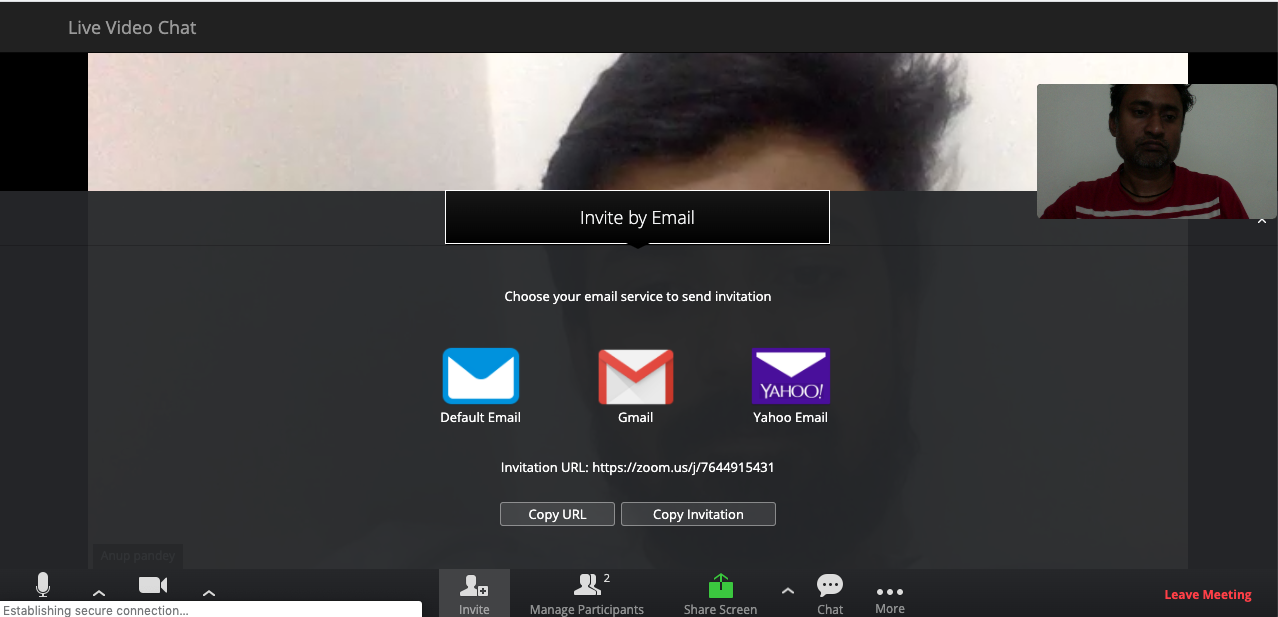 Live Video Chat
Invite by Email
Choose your email service to send invitation
YAHOO!
Default Email
Gmail
Yahoo Email
Invitation URL: https://zoom.us/j/7644915431
Copy URL
Copy Invitation
Anup pandey
2
Invite
Manage Participants
Share Screen
Chat
More
Leave Meeting
Establishing secure connection...